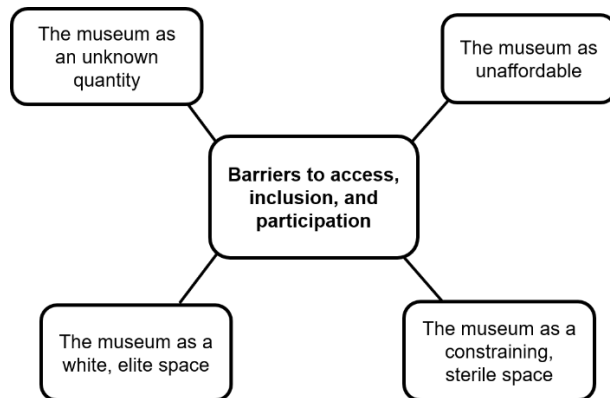 The museum as
an unknown
quantity
The museum as
unaffordable
Barriers to access,
inclusion, and
participation
The museum as a
white, elite space
The museum as a
constraining,
sterile space